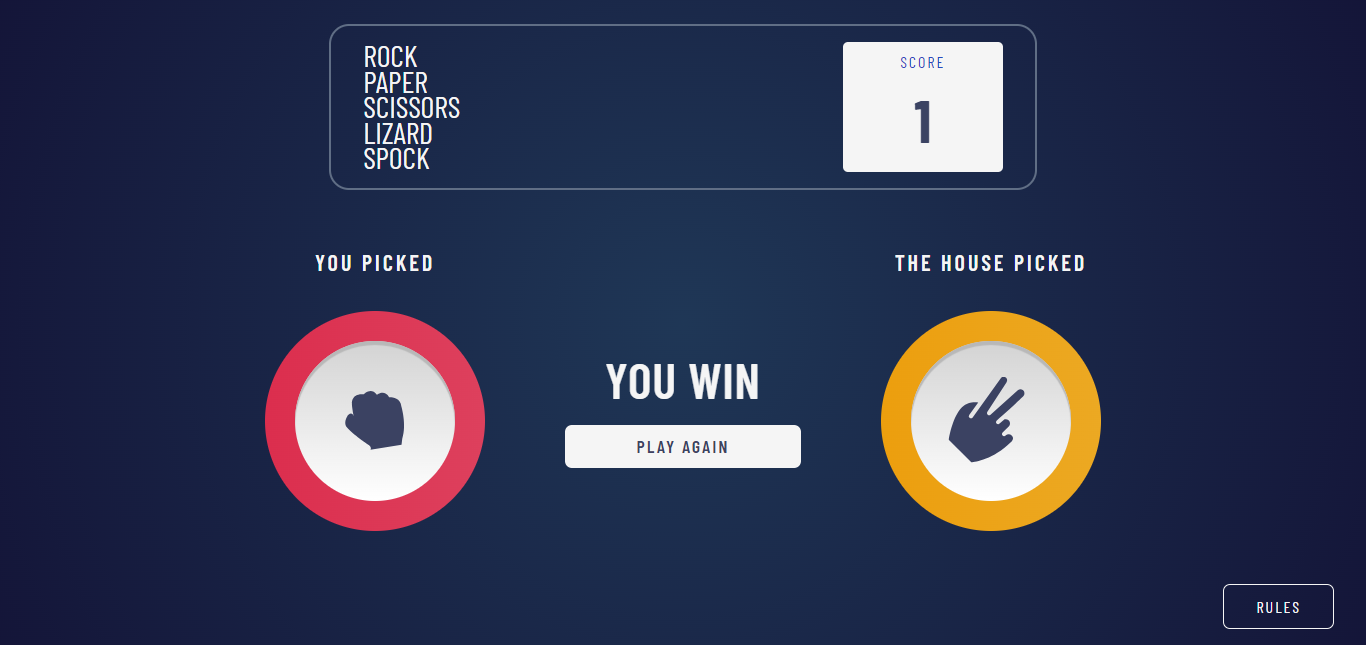 ROCK
PAPER
SCISSORS
LIZARD
SPOCK
SCORE
1
YOU PICKED
THE HOUSE PICKED
YOU WIN
PLAY AGAIN
RULES